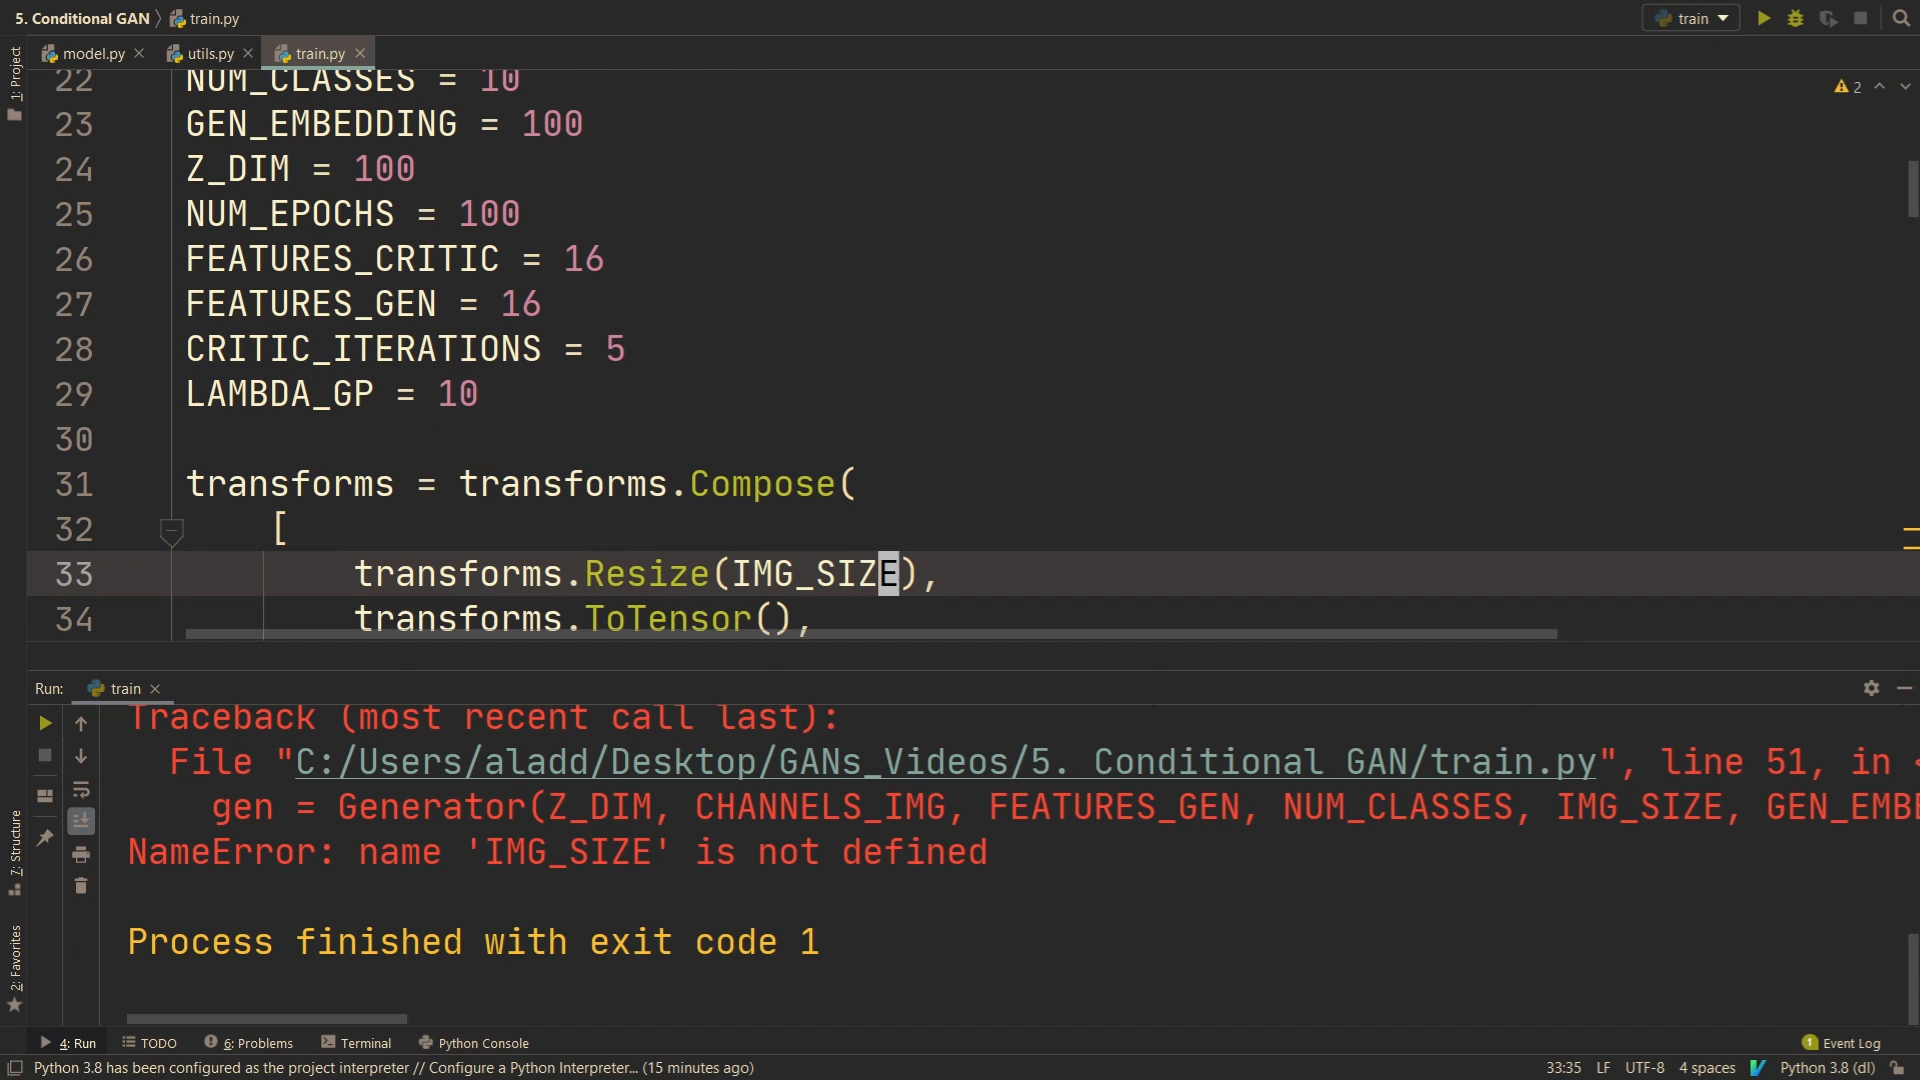 5. Conditional GAN train.py
train
model.py utils.py train.py
1: Project
22 NUM_CLASSES = 10
2
23 GEN_EMBEDDING = 100
24 Z_DIM = 100
25 NUM_EPOCHS = 100
26 FEATURES_CRITIC = 16
27 FEATURES_GEN = 16
28 CRITIC_ITERATIONS = 5
29 LAMBDA_GP = 10
30
31 transforms = transforms.Compose(
32 [
33 transforms.Resize(IMG_SIZE),
34 transforms.ToTensor(),
Run: train
Traceback (most recent call last):
File "C:/Users/aladd/Desktop/GANs_Videos/5. Conditional GAN/train.py", line 51, in <
gen = Generator(Z_DIM, CHANNELS_IMG, FEATURES_GEN, NUM_CLASSES, IMG_SIZE, GEN_EMBE
NameError: name 'IMG_SIZE' is not defined
Process finished with exit code 1
7: Structure
2: Favorites
4: Run TODO 6: Problems Terminal Python Console 1 Event Log
Python 3.8 has been configured as the project interpreter // Configure a Python Interpreter... (15 minutes ago) 33:35 LF UTF-8 4 spaces Python 3.8 (dl)